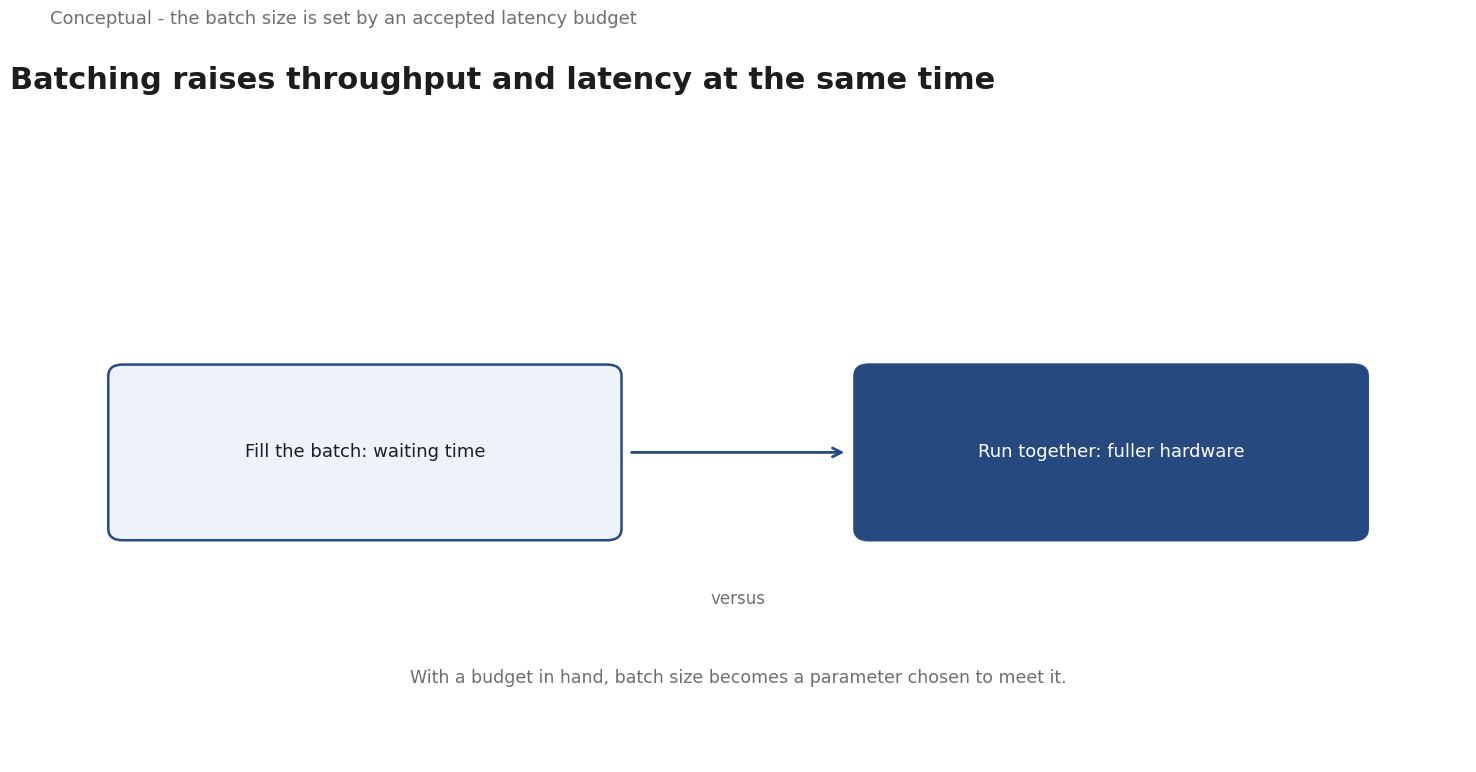 Conceptual - the batch size is set by an accepted latency budget
Batching raises throughput and latency at the same time
Fill the batch: waiting time
Run together: fuller hardware
versus
With a budget in hand, batch size becomes a parameter chosen to meet it.